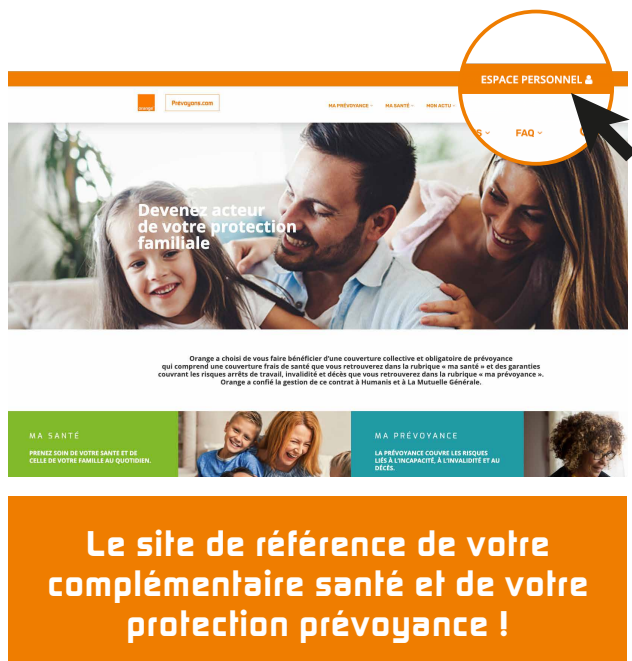 ESPACE PERSONNEL
orange
Prévoyons.com
MA PRÉVOYANCE
MA SANTÉ
MON ACTU
FAQ
Devenez acteur
de votre protection
familiale
Orange a choisi de vous faire bénéficier d'une couverture collective et obligatoire de prévoyance
qui comprend une couverture frais de santé que vous retrouverez dans la rubrique « ma santé » et des garanties
couvrant les risques arrêts de travail, invalidité et décès que vous retrouverez dans la rubrique « ma prévoyance ».
Orange a confié la gestion de ce contrat à Humanis et à La Mutuelle Générale.
MA SANTÉ
PRENEZ SOIN DE VOTRE SANTE ET DE
CELLE DE VOTRE FAMILLE AU QUOTIDIEN.
MA PRÉVOYANCE
LA PRÉVOYANCE COUVRE LES RISQUES
LIÉS À L'INCAPACITÉ, À L'INVALIDITÉ ET AU
DÉCÈS.
Le site de référence de votre
complémentaire santé et de votre
protection prévoyance !